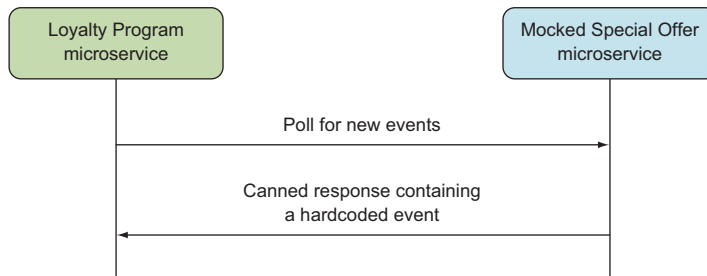 Loyalty Program
microservice
Mocked Special Offer
microservice
Poll for new events
Canned response containing
a hardcoded event